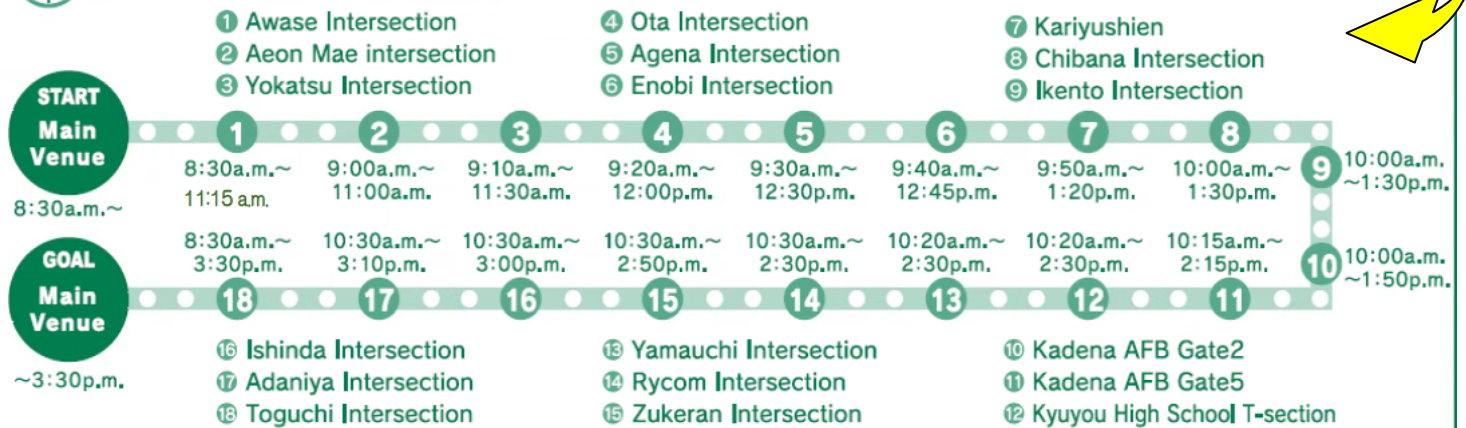 ❶ Awase Intersection
❷ Aeon Mae intersection
❸ Yokatsu Intersection
❹ Ota Intersection
❺ Agena Intersection
❻ Enobi Intersection
❼ Kariyushien
❽ Chibana Intersection
❾ Ikento Intersection
START
Main
Venue
8:30a.m.~
1 2 3 4 5 6 7 8
8:30a.m.~
11:15 a.m.
9:00a.m.~
11:00a.m.
9:10a.m.~
11:30a.m.
9:20a.m.~
12:00p.m.
9:30a.m.~
12:30p.m.
9:40a.m.~
12:45p.m.
9:50a.m.~
1:20p.m.
10:00a.m.~
1:30p.m.
9
10:00a.m.
~1:30p.m.
10
10:00a.m.
~1:50p.m.
GOAL
Main
Venue
~3:30p.m.
8:30a.m.~
3:30p.m.
10:30a.m.~
3:10p.m.
10:30a.m.~
3:00p.m.
10:30a.m.~
2:50p.m.
10:30a.m.~
2:30p.m.
10:20a.m.~
2:30p.m.
10:20a.m.~
2:30p.m.
10:15a.m.~
2:15p.m.
18 17 16 15 14 13 12 11
⓰ Ishinda Intersection
⓱ Adaniya Intersection
⓲ Toguchi Intersection
⓭ Yamauchi Intersection
⓮ Rycom Intersection
⓯ Zukeran Intersection
❿ Kadena AFB Gate2
⓫ Kadena AFB Gate5
⓬ Kyuyou High School T-section